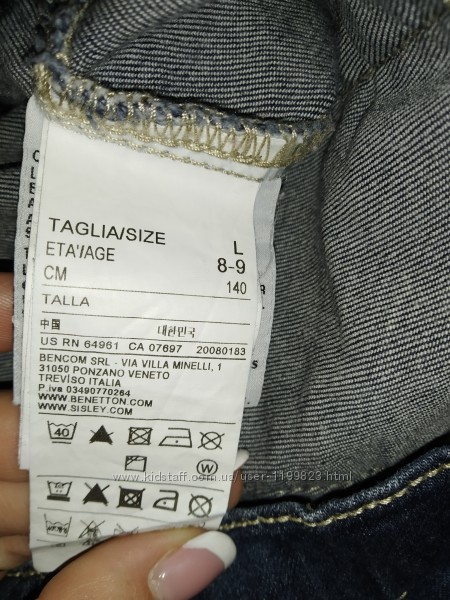 TAGLIA/SIZE L
ETA'/AGE 8-9
CM 140
TALLA
中国 대한민국
US RN 64961 CA 07697 20080183
BENCOM SRL - VIA VILLA MINELLI, 1
31050 PONZANO VENETO
TREVISO ITALIA
P.iva 03490770264
WWW.BENETTON.COM
WWW.SISLEY.COM
40
W
www.kidstaff.com.ua/user-1199823.html